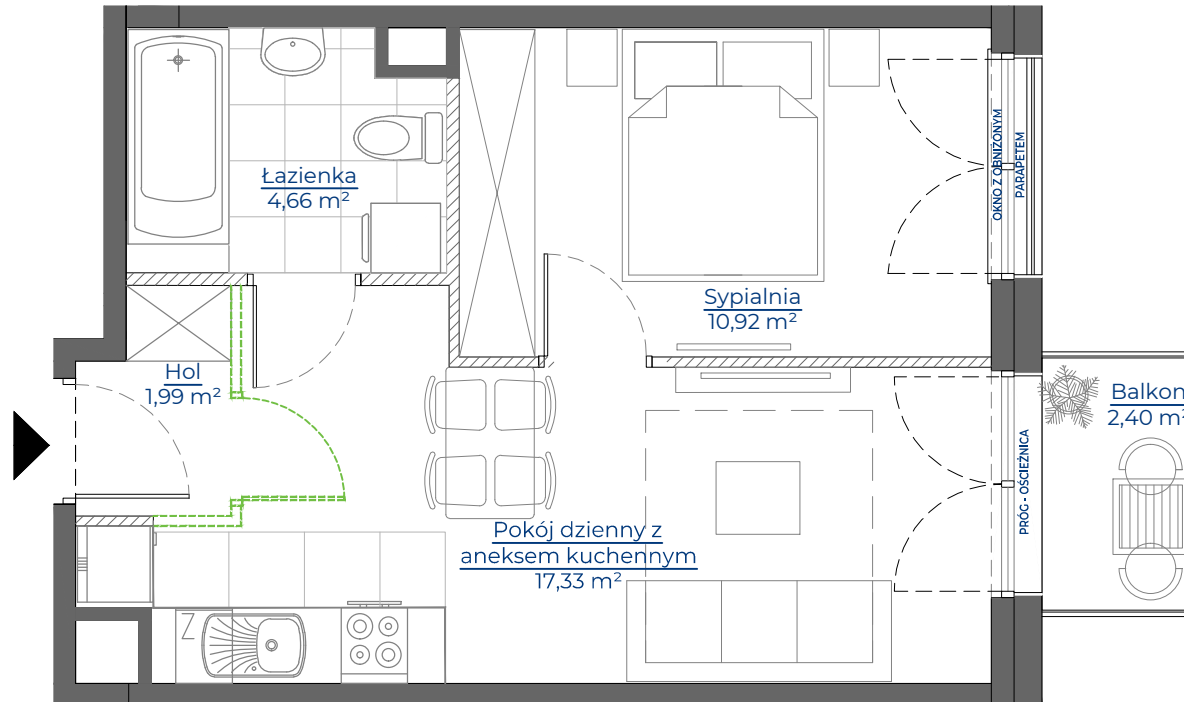 Łazienka
4,66 m²
OKNO Z OBNIŻONYM
PARAPETEM
Sypialnia
10,92 m²
Hol
1,99 m²
Balkon
2,40 m²
PRÓG - OŚCIEŻNICA
Pokój dzienny z
aneksem kuchennym
17,33 m²
Z